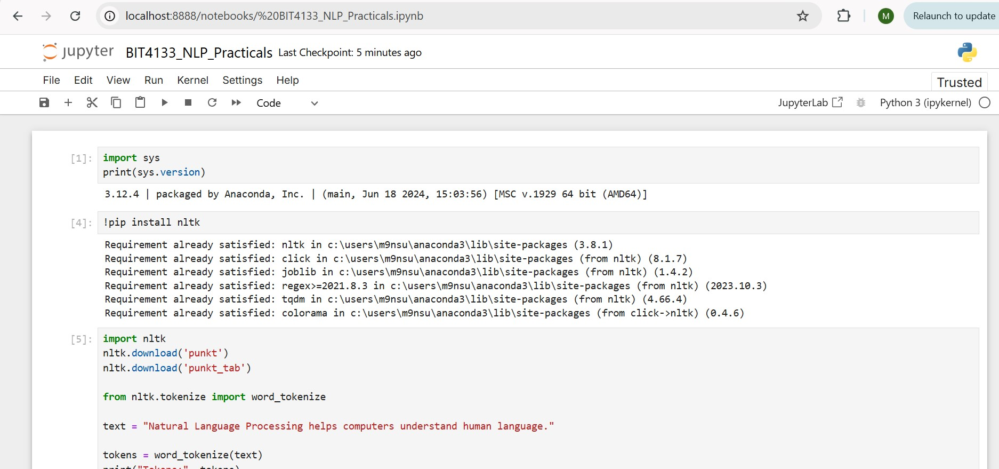 localhost:8888/notebooks/%20BIT4133_NLP_Practicals.ipynb
M
Relaunch to update
jupyter BIT4133_NLP_Practicals Last Checkpoint: 5 minutes ago
File Edit View Run Kernel Settings Help
Trusted
Code
JupyterLab
Python 3 (ipykernel)
[1]: import sys
print(sys.version)
3.12.4 | packaged by Anaconda, Inc. | (main, Jun 18 2024, 15:03:56) [MSC v.1929 64 bit (AMD64)]
[4]: !pip install nltk
Requirement already satisfied: nltk in c:\users\m9nsu\anaconda3\lib\site-packages (3.8.1)
Requirement already satisfied: click in c:\users\m9nsu\anaconda3\lib\site-packages (from nltk) (8.1.7)
Requirement already satisfied: joblib in c:\users\m9nsu\anaconda3\lib\site-packages (from nltk) (1.4.2)
Requirement already satisfied: regex>=2021.8.3 in c:\users\m9nsu\anaconda3\lib\site-packages (from nltk) (2023.10.3)
Requirement already satisfied: tqdm in c:\users\m9nsu\anaconda3\lib\site-packages (from nltk) (4.66.4)
Requirement already satisfied: colorama in c:\users\m9nsu\anaconda3\lib\site-packages (from click->nltk) (0.4.6)
[5]: import nltk
nltk.download('punkt')
nltk.download('punkt_tab')
from nltk.tokenize import word_tokenize
text = "Natural Language Processing helps computers understand human language."
tokens = word_tokenize(text)
print("Tokens:", tokens)